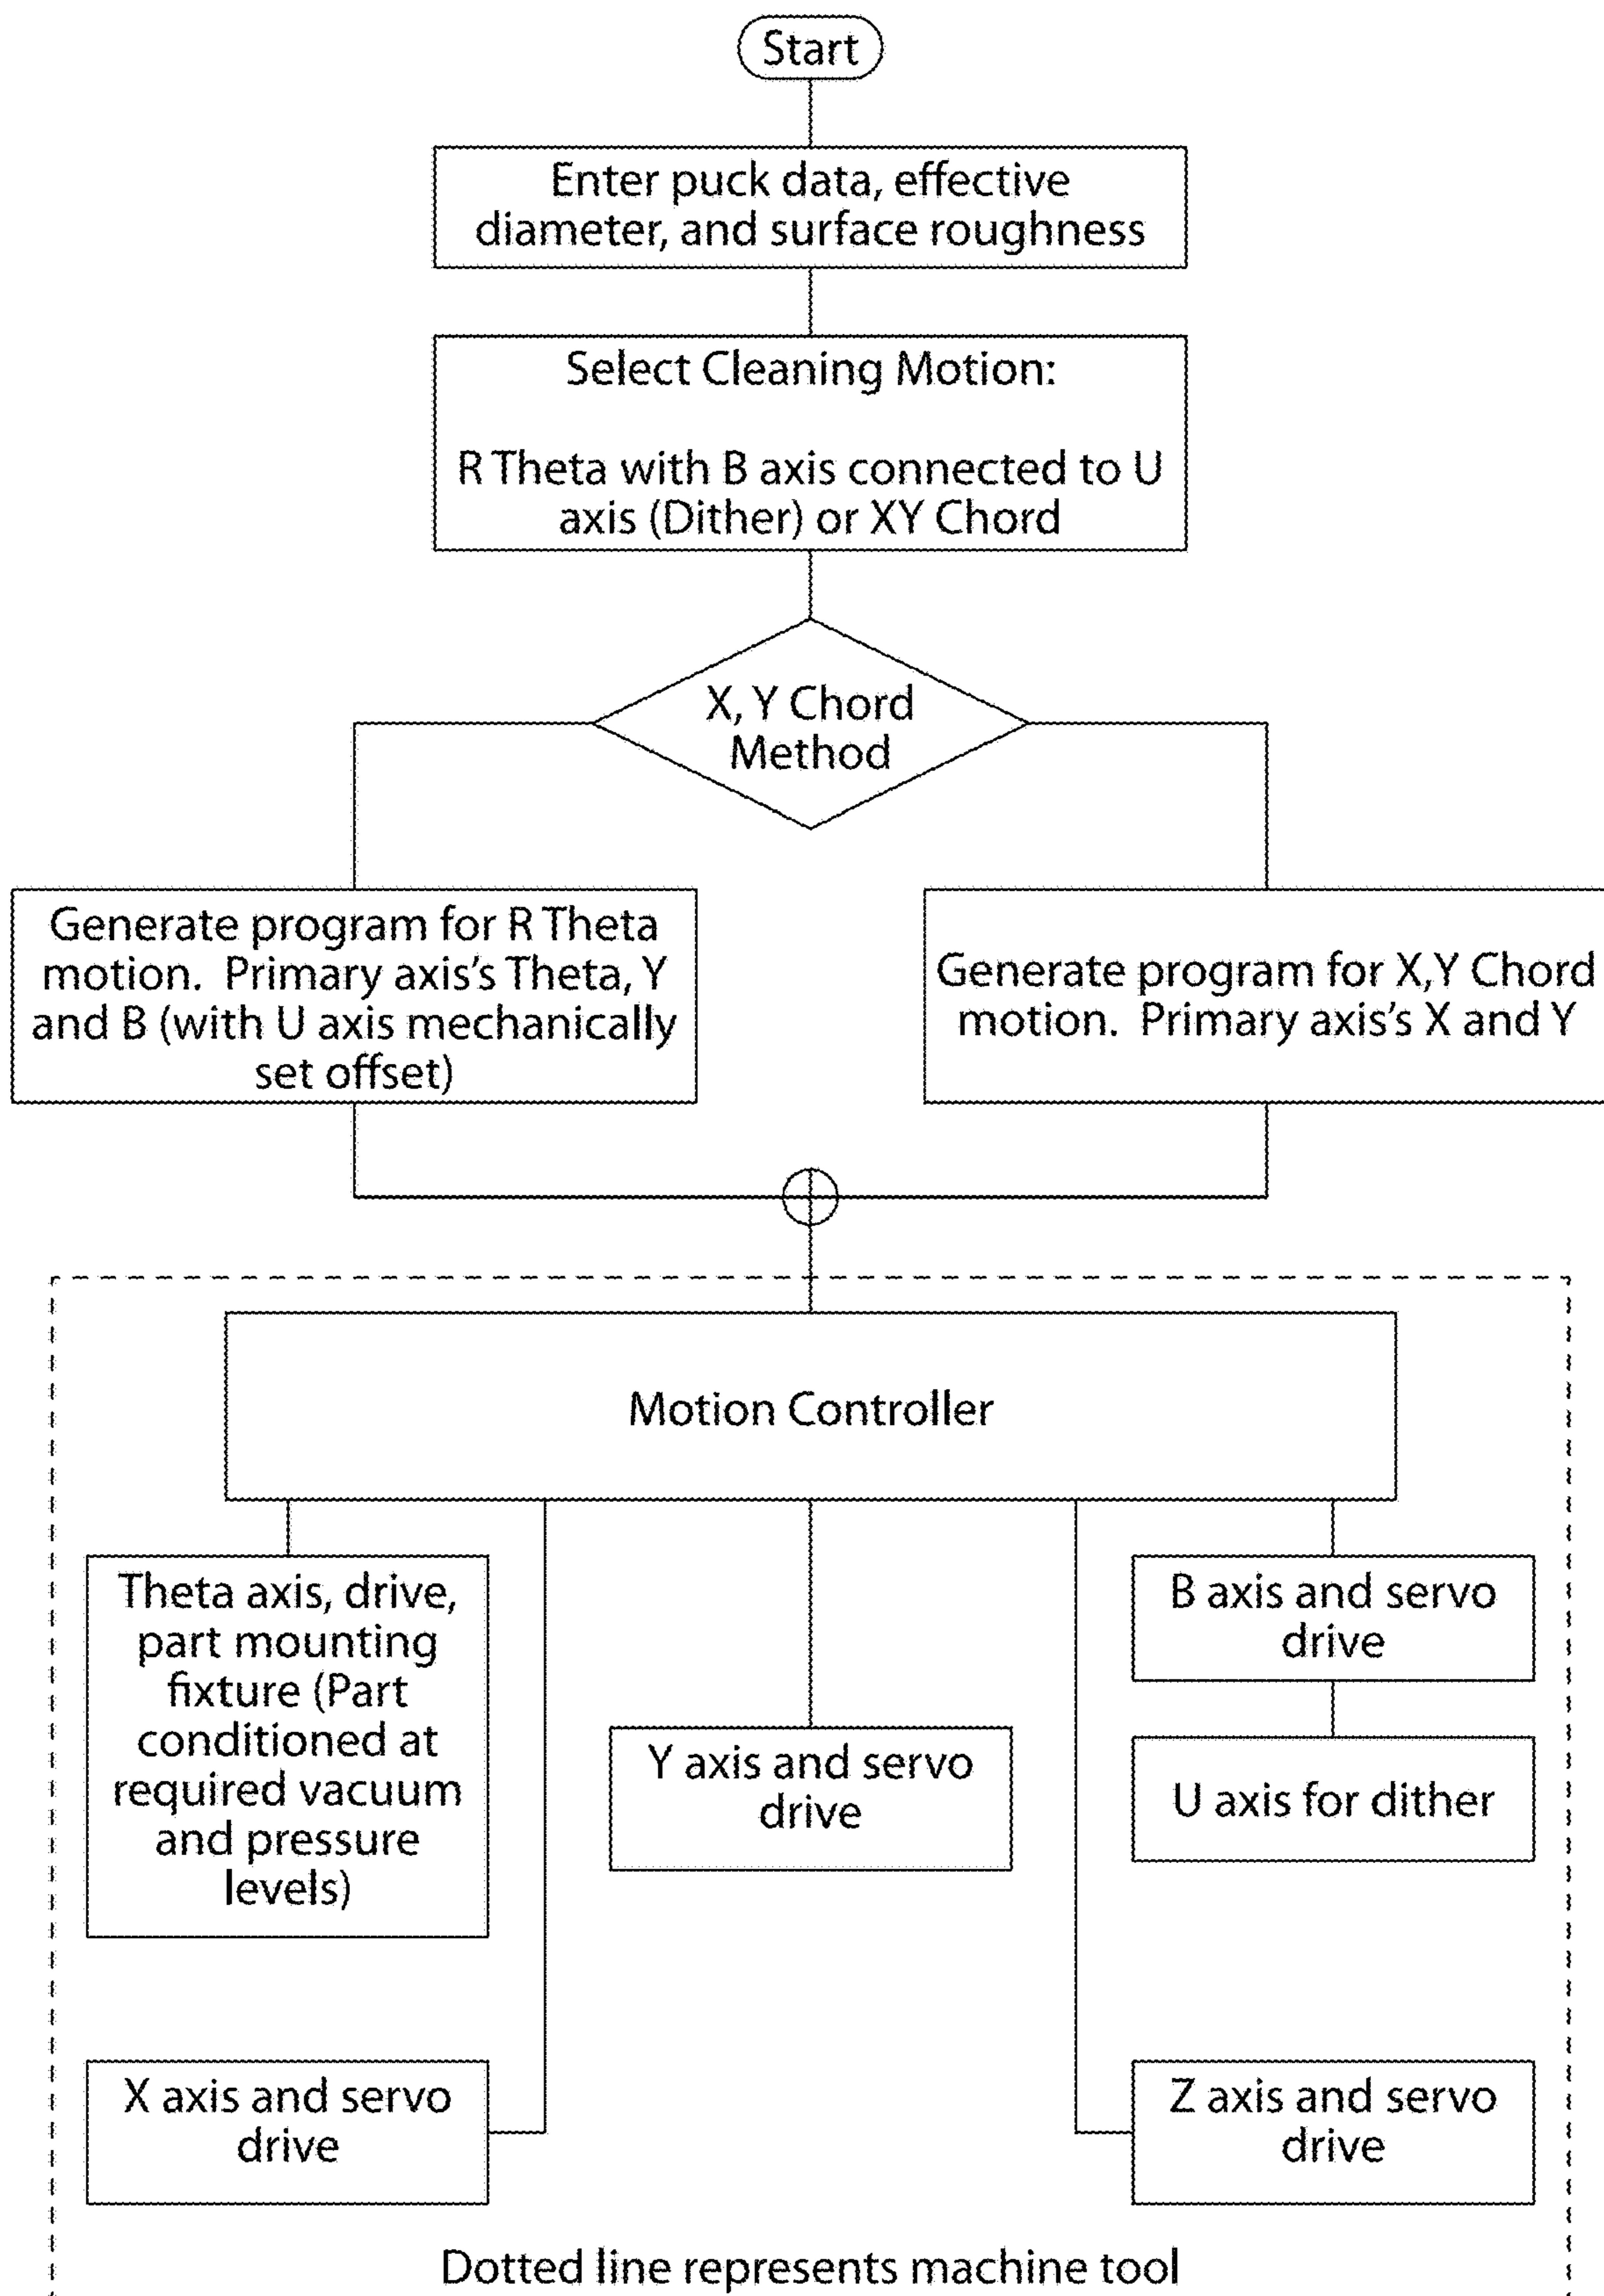 Start
Enter puck data, effective
diameter, and surface roughness
Select Cleaning Motion:
R Theta with B axis connected to U
axis (Dither) or XY Chord
X, Y Chord
Method
Generate program for R Theta
motion. Primary axis's Theta, Y
and B (with U axis mechanically
set offset)
Generate program for X,Y Chord
motion. Primary axis's X and Y
Motion Controller
Theta axis, drive,
part mounting
fixture (Part
conditioned at
required vacuum
and pressure
levels)
Y axis and servo
drive
B axis and servo
drive
U axis for dither
X axis and servo
drive
Z axis and servo
drive
Dotted line represents machine tool